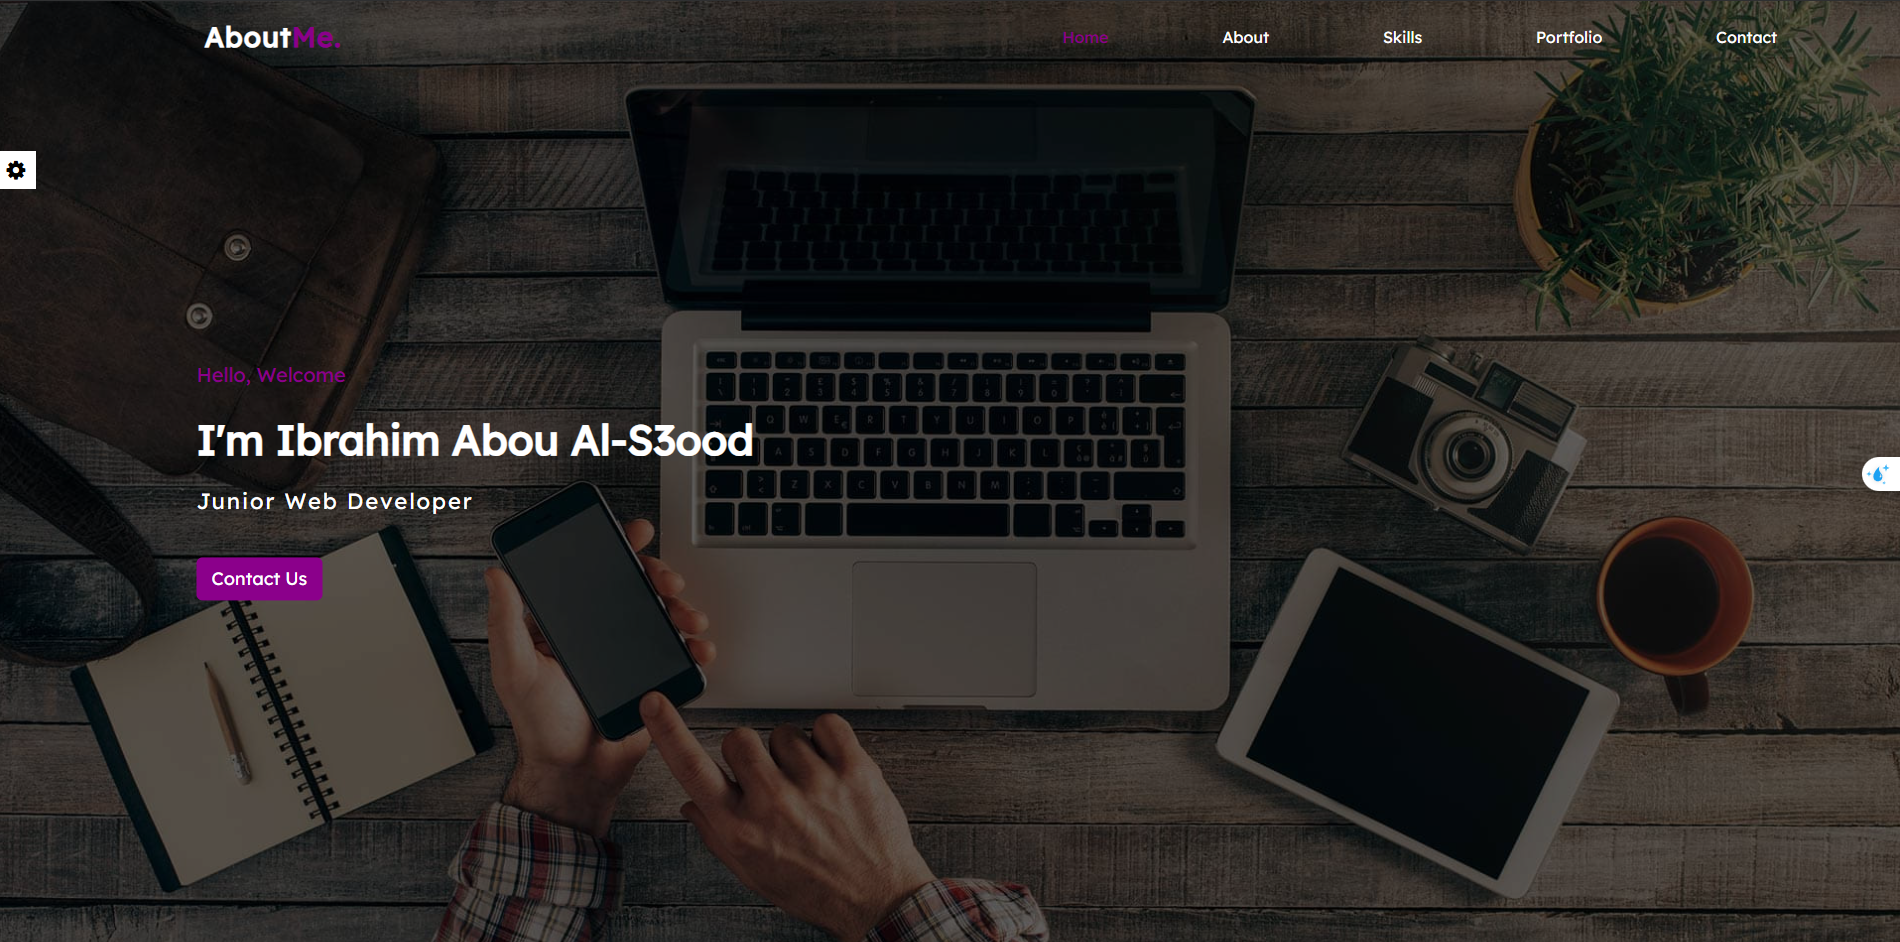 AboutMe.
Home About Skills Portfolio Contact
Hello, Welcome
I'm Ibrahim Abou Al-S3ood
Junior Web Developer
Contact Us